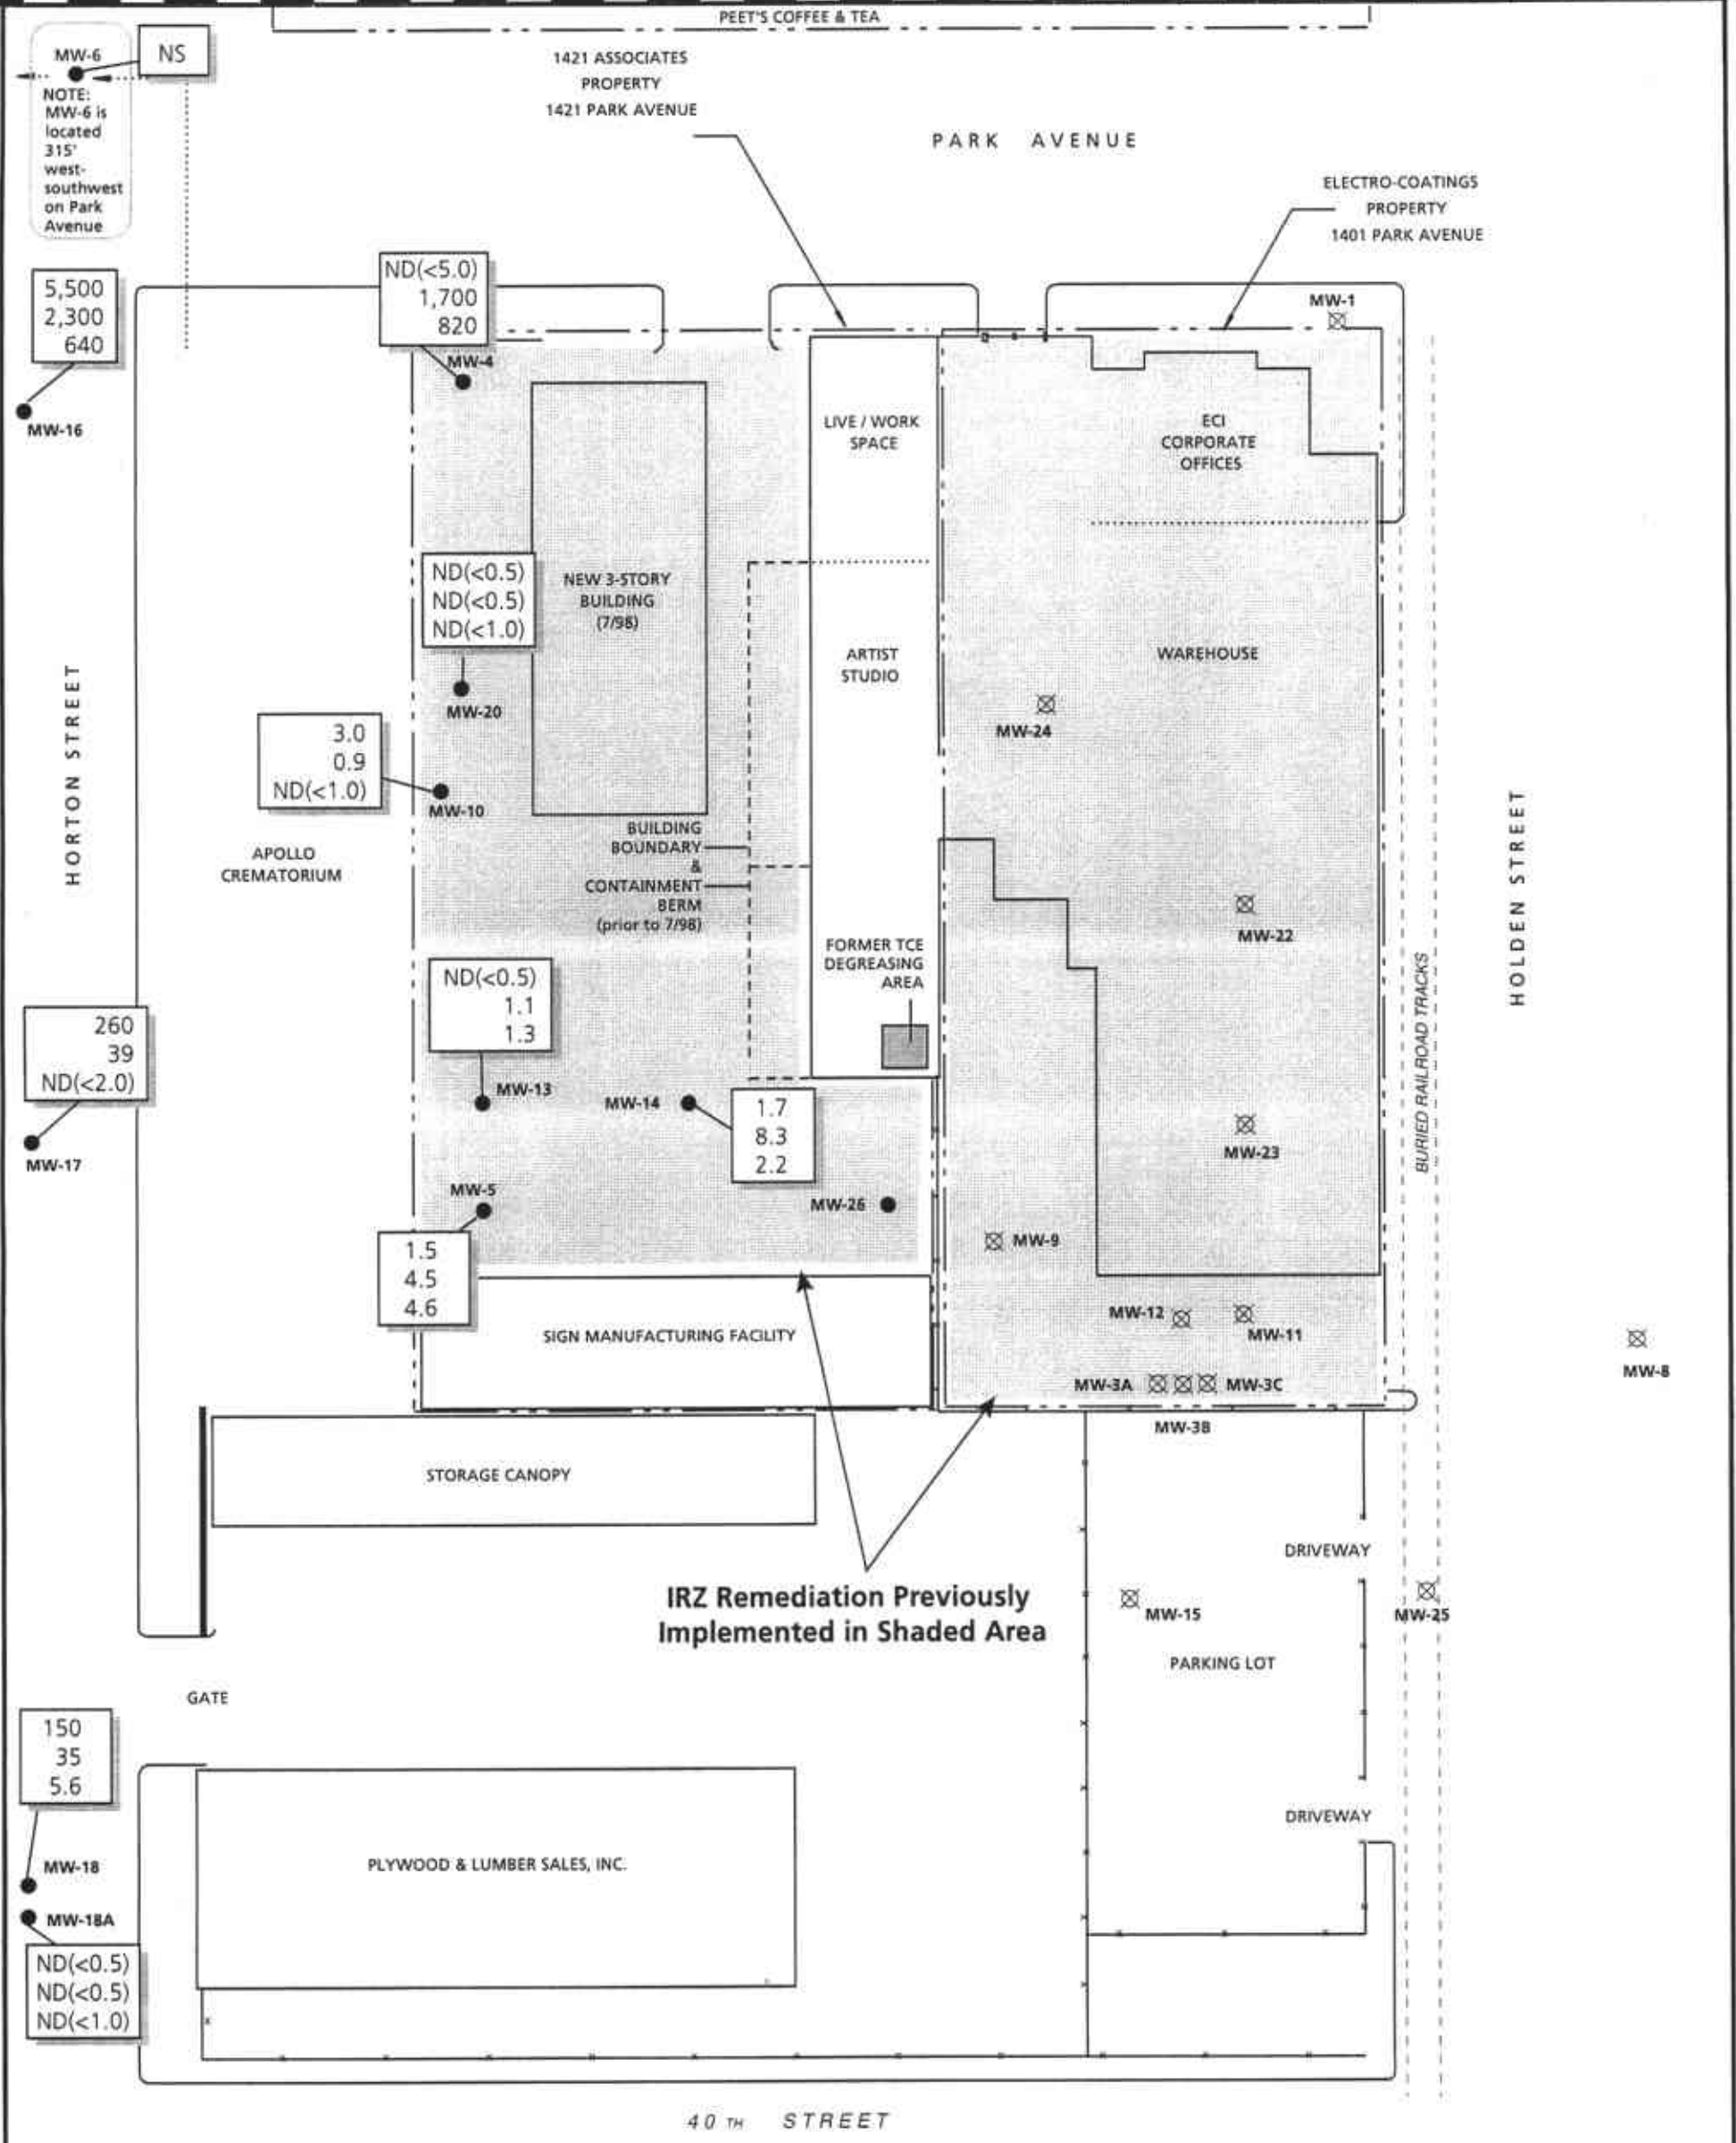 PEET'S COFFEE & TEA
MW-6
NS
NOTE:
MW-6 is
located
315'
west-
southwest
on Park
Avenue
1421 ASSOCIATES
PROPERTY
1421 PARK AVENUE
PARK AVENUE
ELECTRO-COATINGS
PROPERTY
1401 PARK AVENUE
5,500
2,300
640
MW-16
ND(<5.0)
1,700
820
MW-4
MW-1
LIVE / WORK
SPACE
ECI
CORPORATE
OFFICES
ND(<0.5)
ND(<0.5)
ND(<1.0)
MW-20
NEW 3-STORY
BUILDING
(7/98)
ARTIST
STUDIO
WAREHOUSE
MW-24
HORTON STREET
3.0
0.9
ND(<1.0)
MW-10
APOLLO
CREMATORIUM
BUILDING
BOUNDARY
&
CONTAINMENT
BERM
(prior to 7/98)
HOLDEN STREET
MW-22
FORMER TCE
DEGREASING
AREA
BURIED RAILROAD TRACKS
ND(<0.5)
1.1
1.3
MW-13
260
39
ND(<2.0)
MW-17
MW-14
1.7
8.3
2.2
MW-23
MW-5
1.5
4.5
4.6
MW-26
MW-9
SIGN MANUFACTURING FACILITY
MW-12
MW-11
MW-8
MW-3A
MW-3C
MW-3B
STORAGE CANOPY
DRIVEWAY
IRZ Remediation Previously
Implemented in Shaded Area
MW-15
MW-25
PARKING LOT
GATE
150
35
5.6
MW-18
DRIVEWAY
PLYWOOD & LUMBER SALES, INC.
MW-18A
ND(<0.5)
ND(<0.5)
ND(<1.0)
40 TH STREET